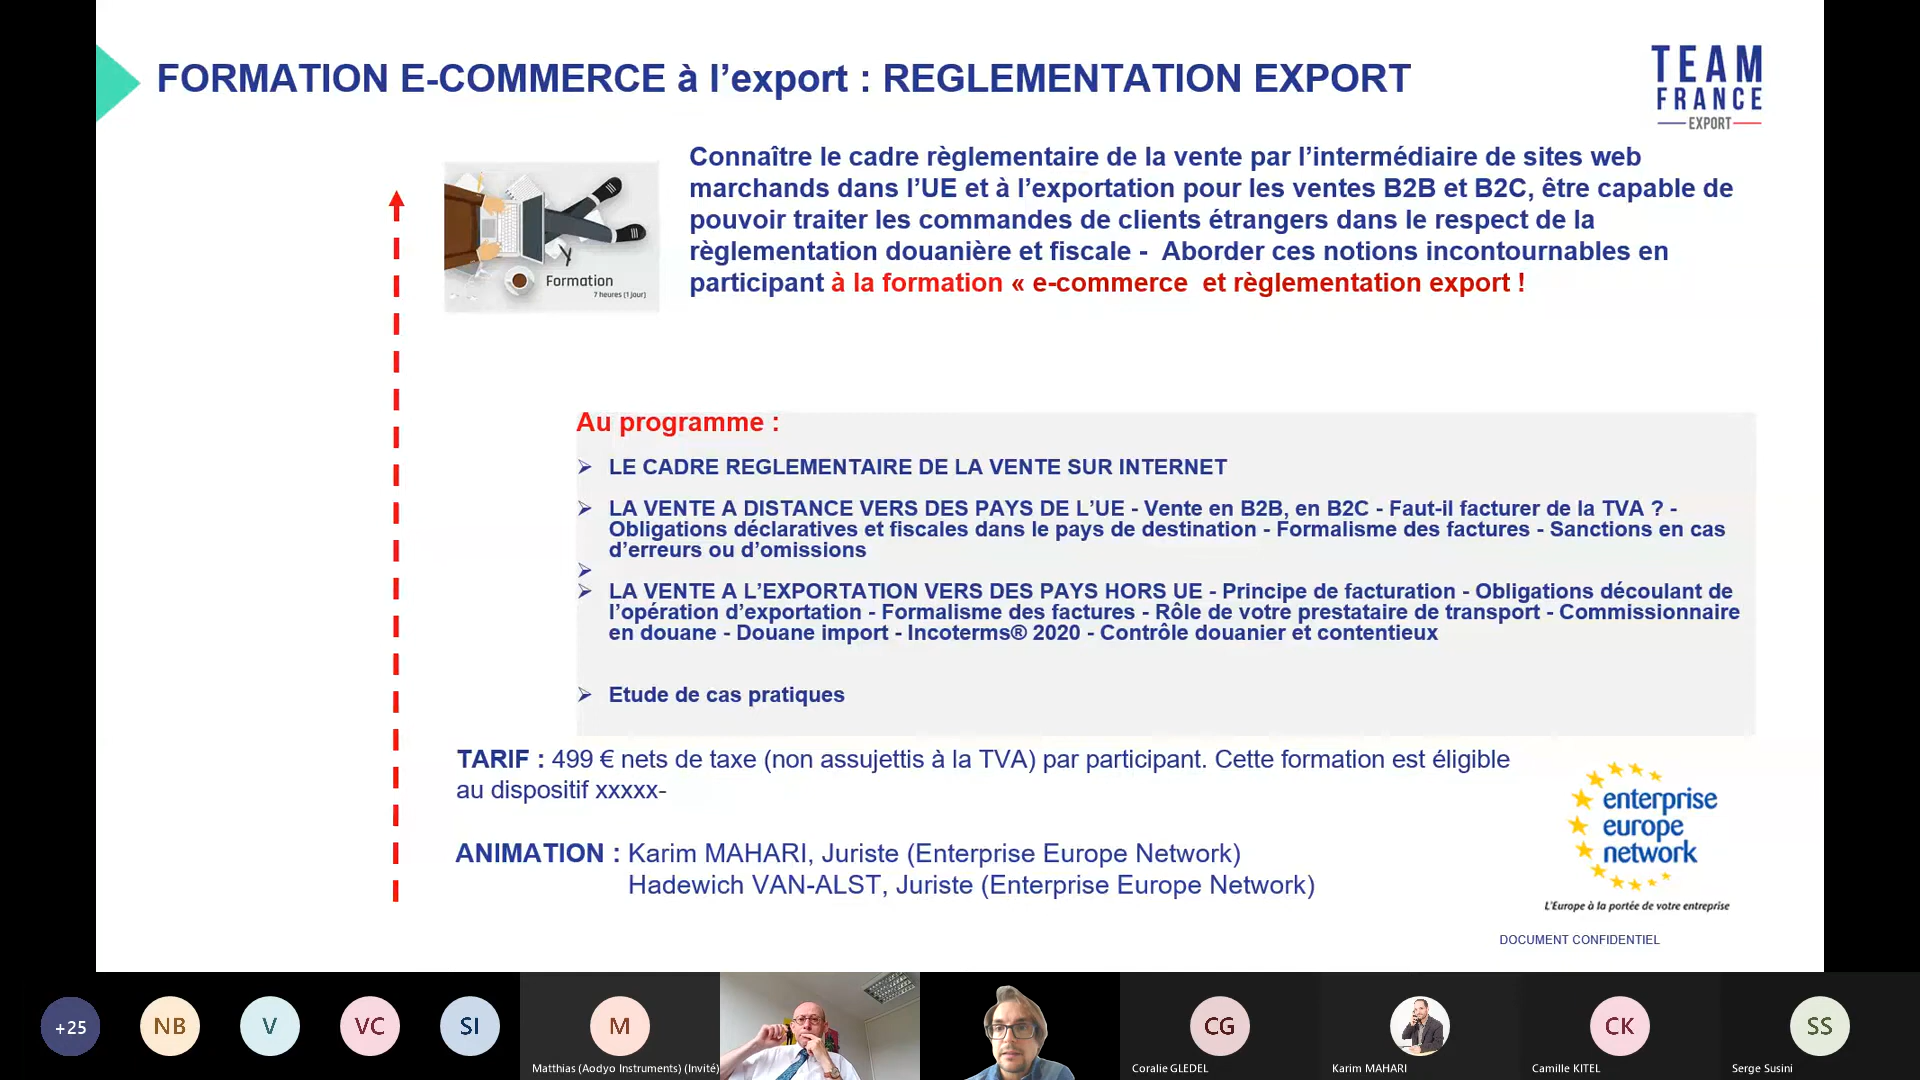 FORMATION E-COMMERCE à l’export : REGLEMENTATION EXPORT
TEAM
FRANCE
EXPORT
Connaître le cadre règlementaire de la vente par l’intermédiaire de sites web
marchands dans l’UE et à l’exportation pour les ventes B2B et B2C, être capable de
pouvoir traiter les commandes de clients étrangers dans le respect de la
règlementation douanière et fiscale - Aborder ces notions incontournables en
participant à la formation « e-commerce et règlementation export !
Formation
7 heures (1 jour)
Au programme :
➢ LE CADRE REGLEMENTAIRE DE LA VENTE SUR INTERNET
➢ LA VENTE A DISTANCE VERS DES PAYS DE L’UE - Vente en B2B, en B2C - Faut-il facturer de la TVA ? -
Obligations déclaratives et fiscales dans le pays de destination - Formalisme des factures - Sanctions en cas
d’erreurs ou d’omissions
➢
➢ LA VENTE A L’EXPORTATION VERS DES PAYS HORS UE - Principe de facturation - Obligations découlant de
l’opération d’exportation - Formalisme des factures - Rôle de votre prestataire de transport - Commissionnaire
en douane - Douane import - Incoterms® 2020 - Contrôle douanier et contentieux
➢ Etude de cas pratiques
TARIF : 499 € nets de taxe (non assujettis à la TVA) par participant. Cette formation est éligible
au dispositif xxxxx-
ANIMATION : Karim MAHARI, Juriste (Enterprise Europe Network)
Hadewich VAN-ALST, Juriste (Enterprise Europe Network)
enterprise
europe
network
L’Europe à la portée de votre entreprise
DOCUMENT CONFIDENTIEL
+25
NB
V
VC
SI
M
CG
CK
SS
Matthias (Aodyo Instruments) (Invité)
Coralie GLEDEL
Karim MAHARI
Camille KITEL
Serge Susini